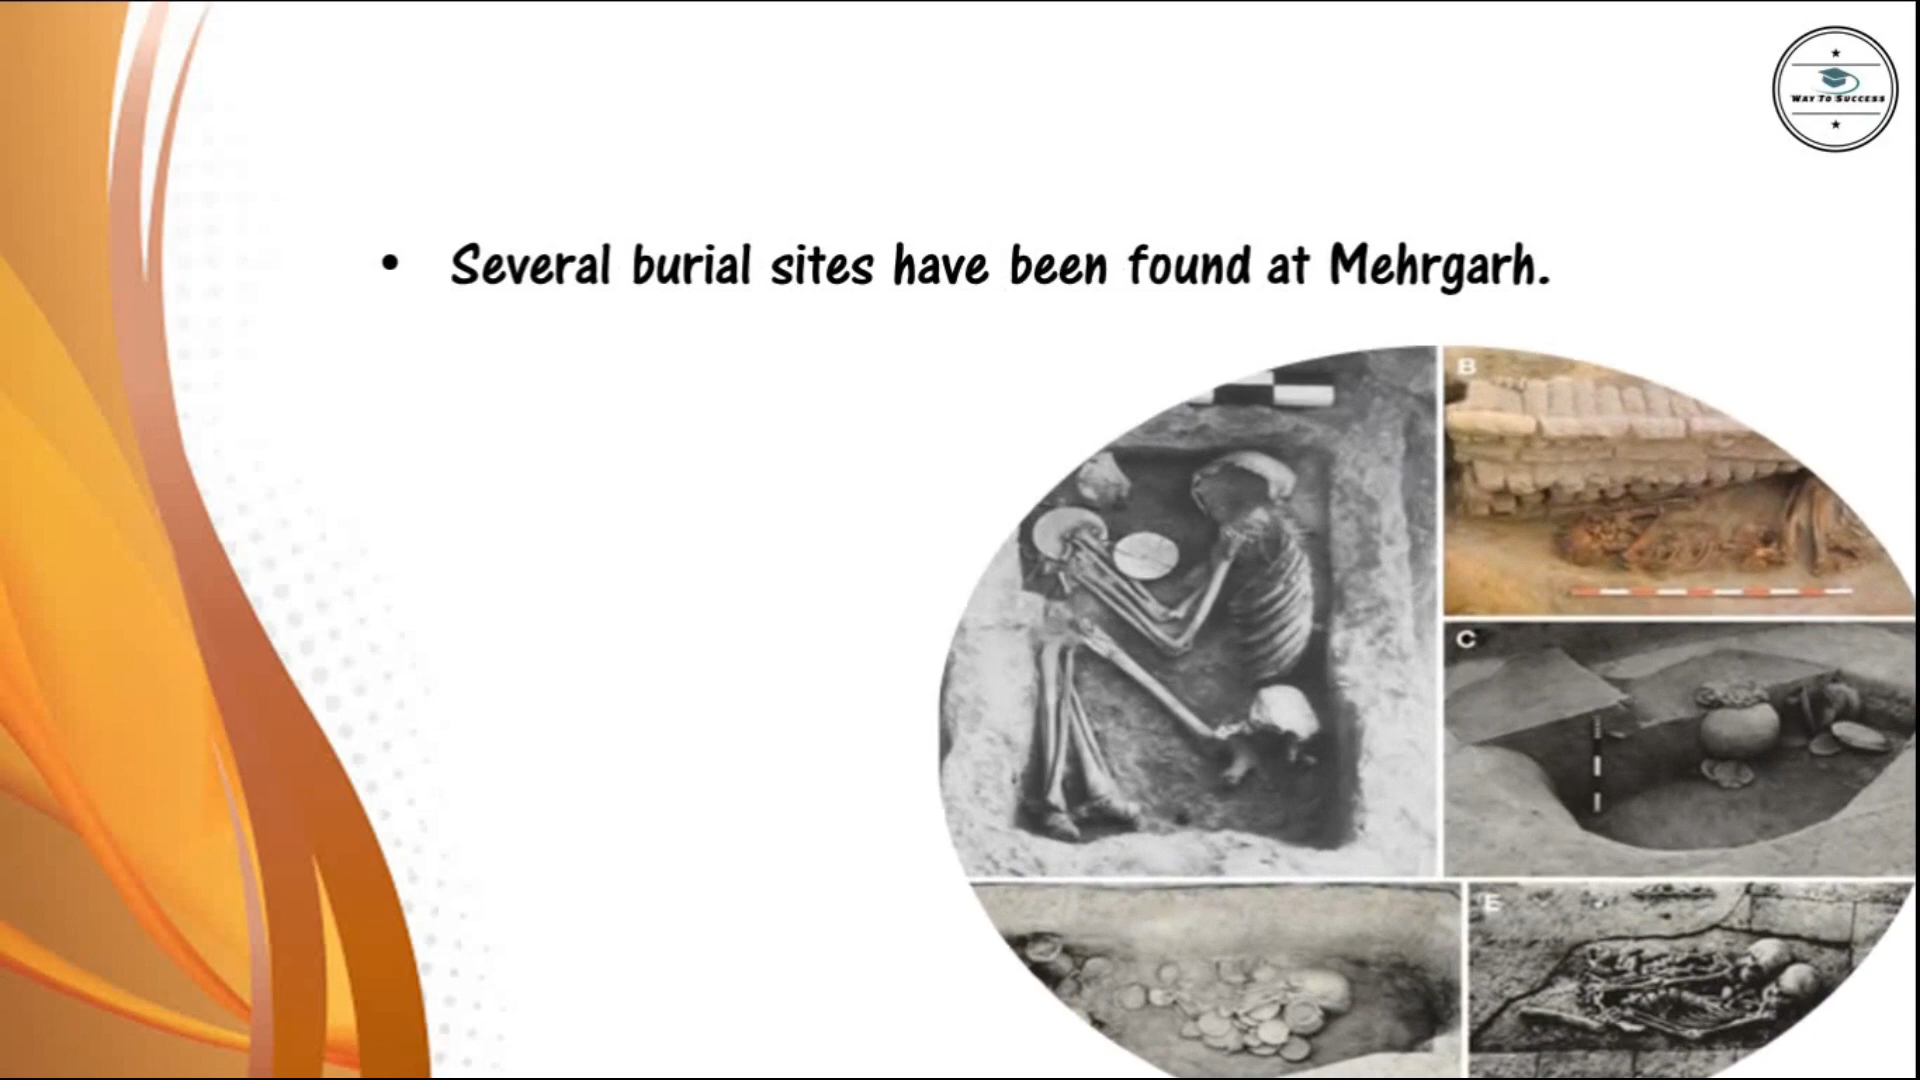 WAY TO SUCCESS
• Several burial sites have been found at Mehrgarh.
B
C
E